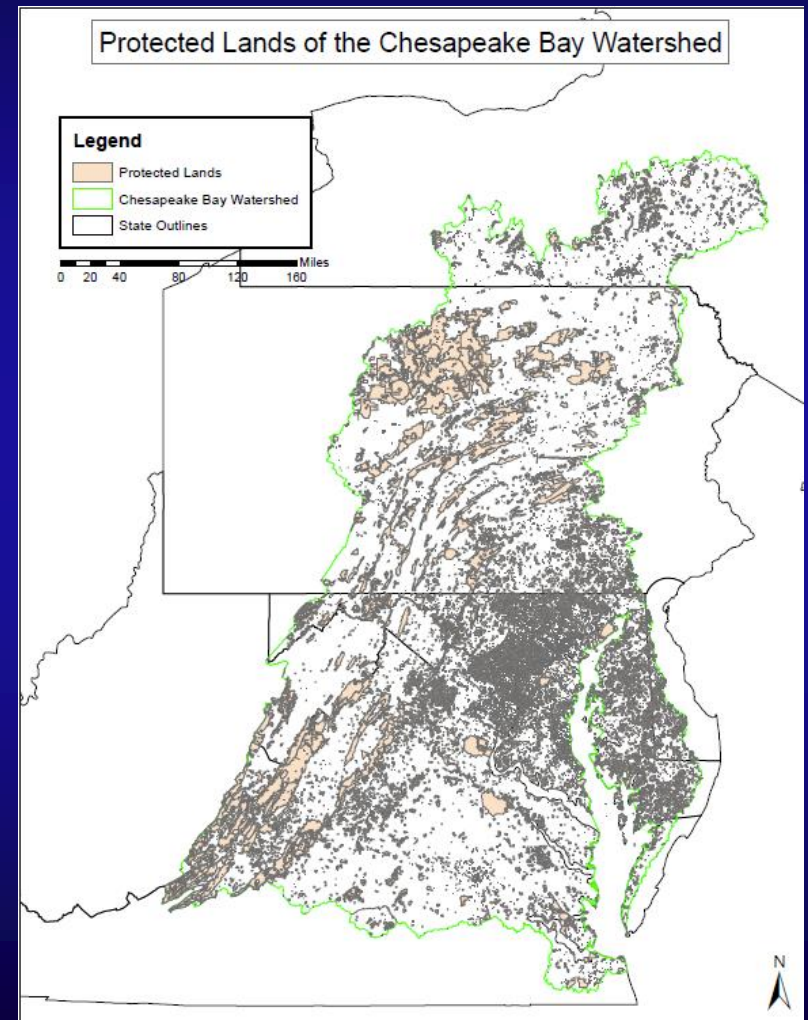 Protected Lands of the Chesapeake Bay Watershed
Legend
Protected Lands
Chesapeake Bay Watershed
State Outlines
Miles
0 20 40 80 120 160
N